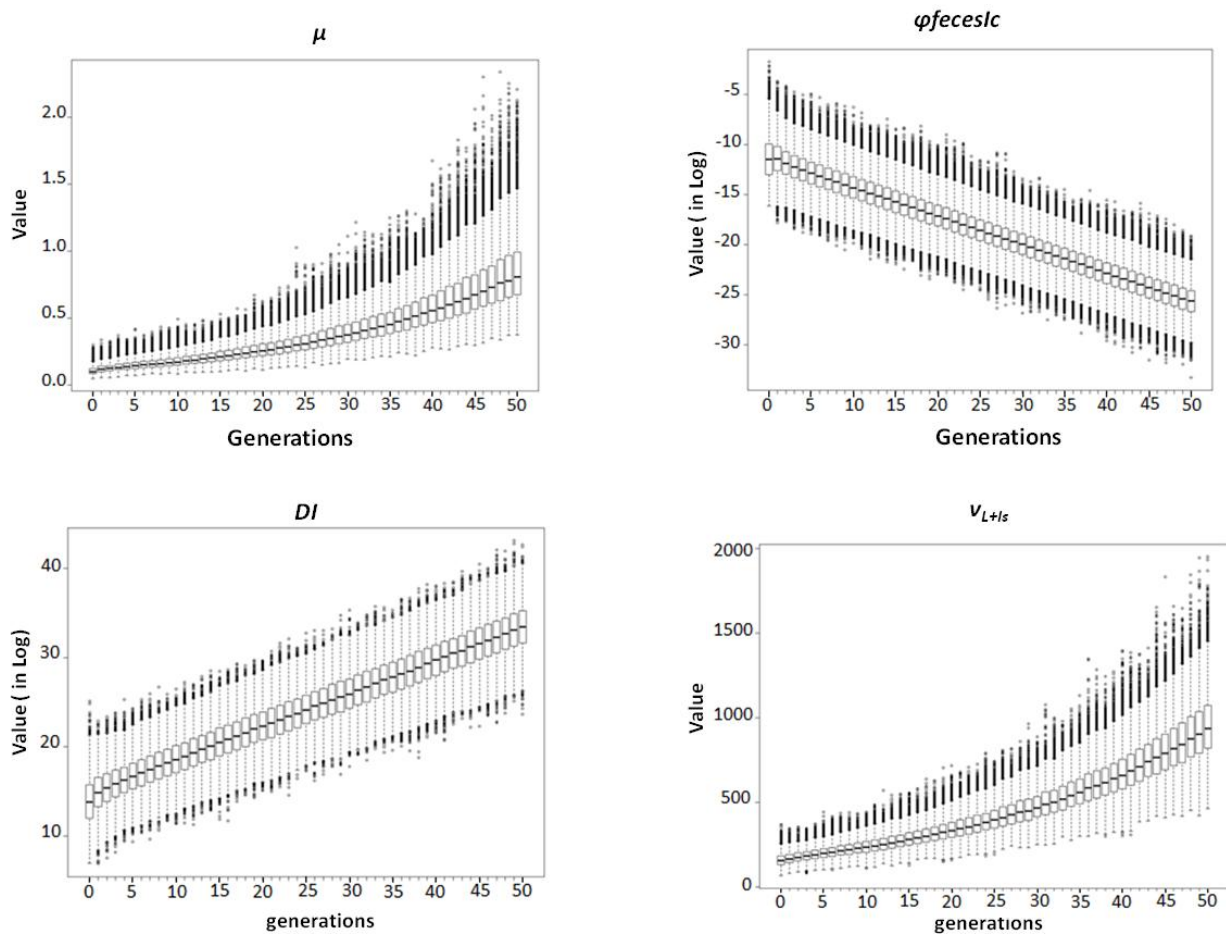 μ
Value
2.0
1.5
1.0
0.5
0.0
0 5 10 15 20 25 30 35 40 45 50
Generations
φfecesIc
Value ( in Log)
-5
-10
-15
-20
-25
-30
0 5 10 15 20 25 30 35 40 45 50
Generations
DI
Value ( in Log)
40
30
20
10
0 5 10 15 20 25 30 35 40 45 50
generations
νL+Is
Value
2000
1500
1000
500
0
0 5 10 15 20 25 30 35 40 45 50
generations